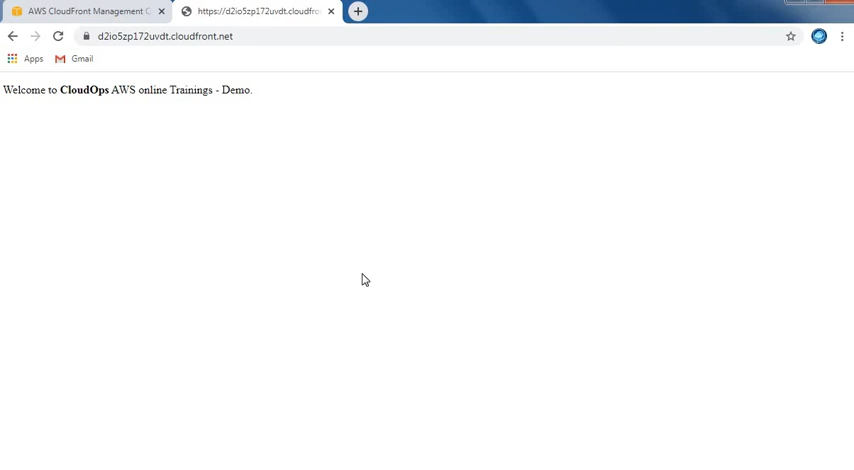 AWS CloudFront Management C
https://d2io5zp172uvdt.cloudfro
d2io5zp172uvdt.cloudfront.net
Apps
Gmail
Welcome to CloudOps AWS online Trainings - Demo.